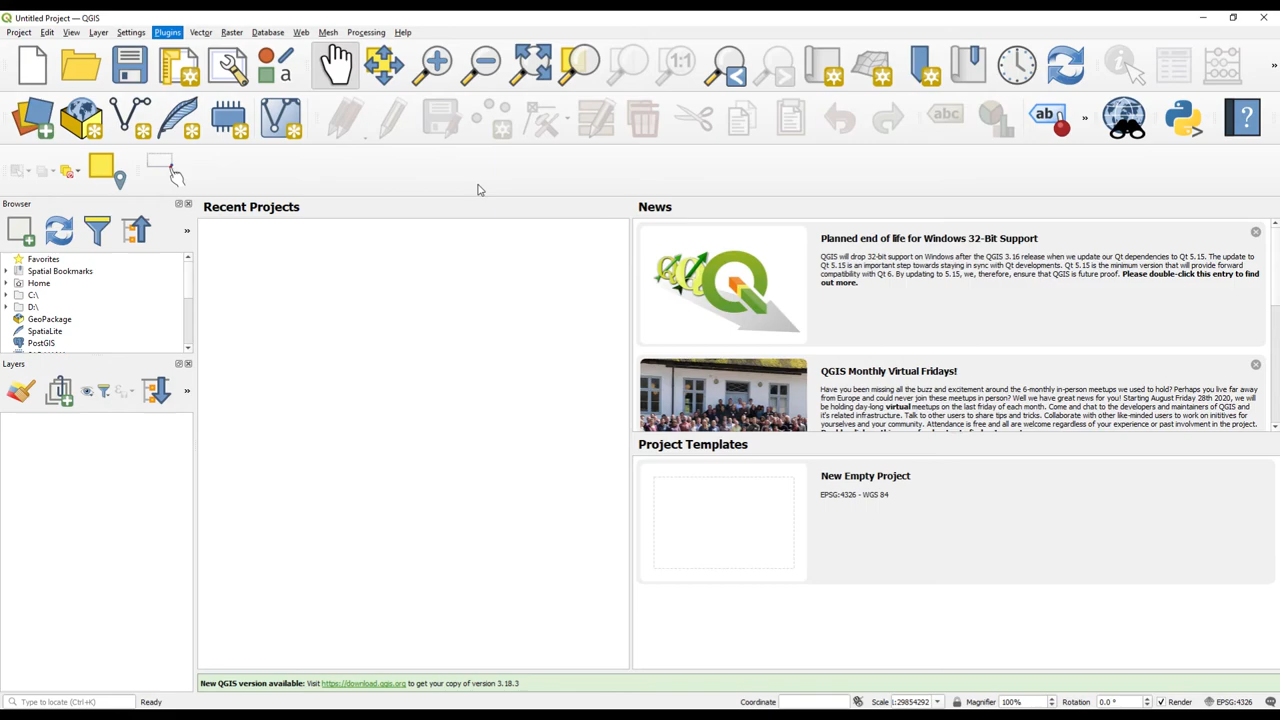 Untitled Project — QGIS
Project Edit View Layer Settings Plugins Vector Raster Database Web Mesh Processing Help
Browser
Favorites
Spatial Bookmarks
Home
C:\
D:\
GeoPackage
SpatiaLite
PostGIS
Layers
Recent Projects
News
Planned end of life for Windows 32-Bit Support
QGIS will drop 32-bit support on Windows after the QGIS 3.16 release when we update our Qt dependencies to Qt 5.15. The update to
Qt 5.15 is an important step towards staying in sync with Qt developments. Qt 5.15 is the minimum version that will provide forward
compatibility with Qt 6. By updating to 5.15, we, therefore, ensure that QGIS is future proof. Please double-click this entry to find
out more.
QGIS Monthly Virtual Fridays!
Have you been missing all the buzz and excitement around the 6-monthly in-person meetups we used to hold? Perhaps you live far away
from Europe and could never join these meetups in person? Well we have great news for you! Starting August Friday 28th 2020, we will
be holding day-long virtual meetups on the last friday of each month. Come and chat to the developers and maintainers of QGIS and
it's related infrastructure. Talk to other users to share tips and tricks. Collaborate with other like-minded users to work on inititives for
yourselves and your community. Attendance is free and all are welcome regardless of your experience or past involvment in the project.
Project Templates
New Empty Project
EPSG:4326 - WGS 84
New QGIS version available: Visit https://download.qgis.org to get your copy of version 3.18.3
Type to locate (Ctrl+K) Ready Coordinate Scale 1:29854292 Magnifier 100% Rotation 0.0 ° Render EPSG:4326